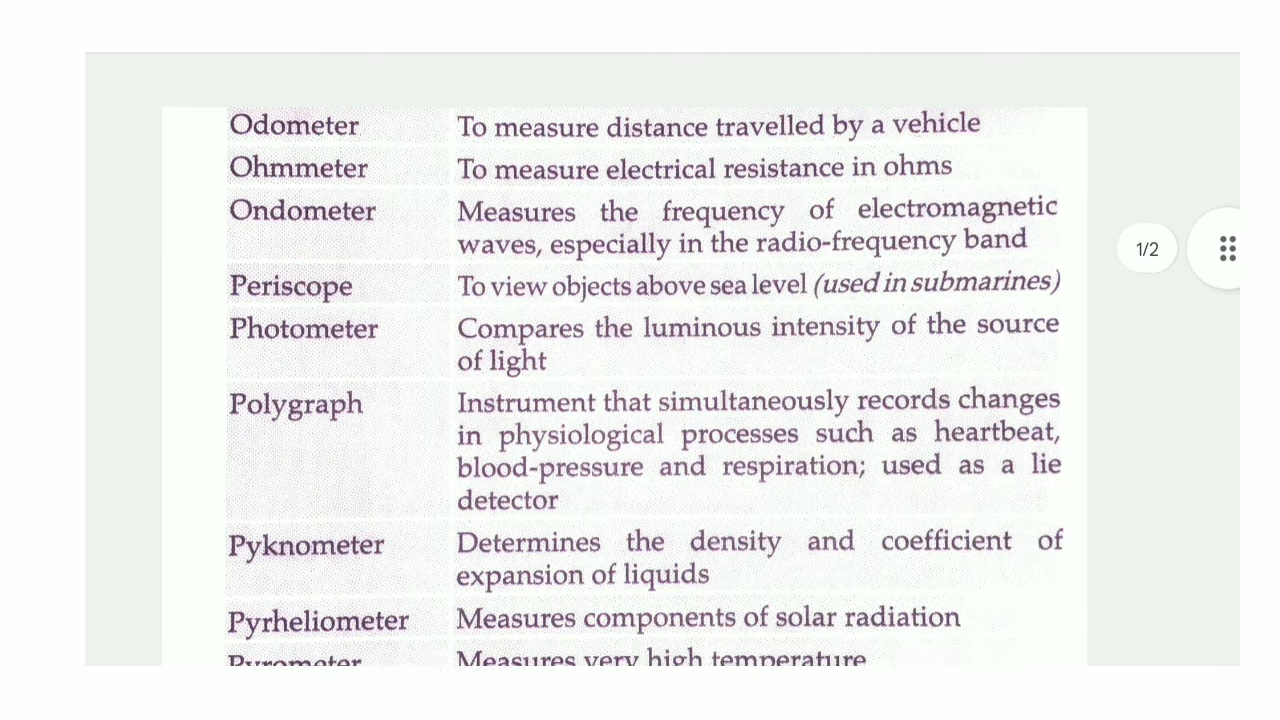 Odometer To measure distance travelled by a vehicle
Ohmmeter To measure electrical resistance in ohms
Ondometer Measures the frequency of electromagnetic
waves, especially in the radio-frequency band
Periscope To view objects above sea level (used in submarines)
1/2
Photometer Compares the luminous intensity of the source
of light
Polygraph Instrument that simultaneously records changes
in physiological processes such as heartbeat,
blood-pressure and respiration; used as a lie
detector
Pyknometer Determines the density and coefficient of
expansion of liquids
Pyrheliometer Measures components of solar radiation
Pyrometer Measures very high temperature